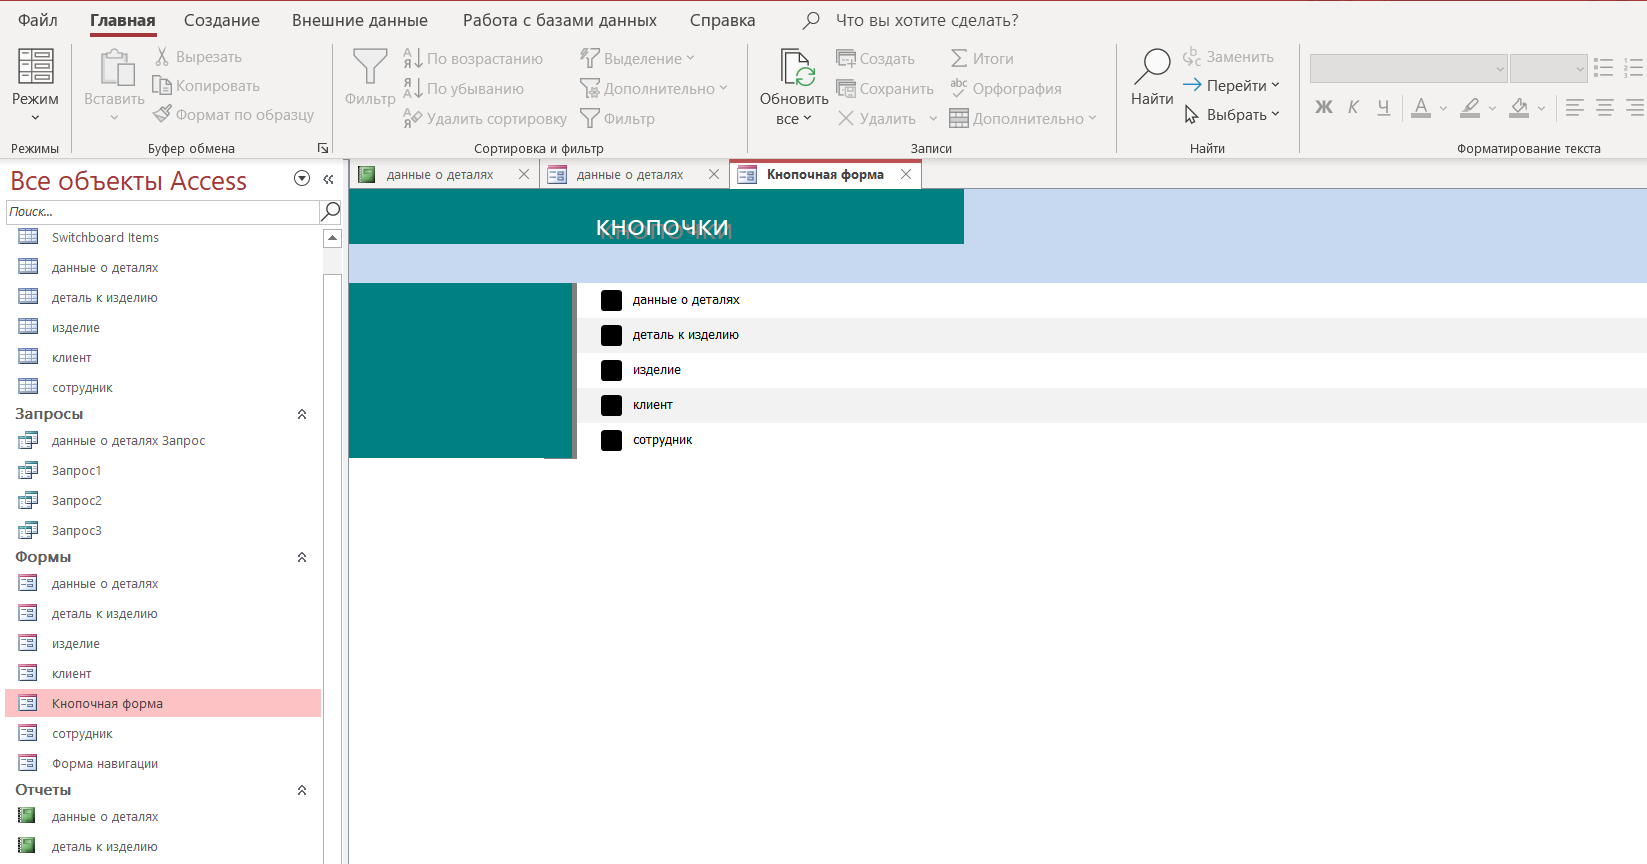 Файл Главная Создание Внешние данные Работа с базами данных Справка Что вы хотите сделать?
Режим
Режимы
Вставить
Вырезать
Копировать
Формат по образцу
Буфер обмена
Фильтр
По возрастанию
По убыванию
Удалить сортировку
Выделение
Дополнительно
Фильтр
Сортировка и фильтр
Обновить
все
Создать
Сохранить
Удалить
Итоги
Орфография
Дополнительно
Записи
Найти
Заменить
Перейти
Выбрать
Найти
Ж К Ч А
Форматирование текста
Все объекты Access
Поиск...
Switchboard Items
данные о деталях
деталь к изделию
изделие
клиент
сотрудник
Запросы
данные о деталях Запрос
Запрос1
Запрос2
Запрос3
Формы
данные о деталях
деталь к изделию
изделие
клиент
Кнопочная форма
сотрудник
Форма навигации
Отчеты
данные о деталях
деталь к изделию
данные о деталях данные о деталях Кнопочная форма
КНОПОЧКИ
данные о деталях
деталь к изделию
изделие
клиент
сотрудник